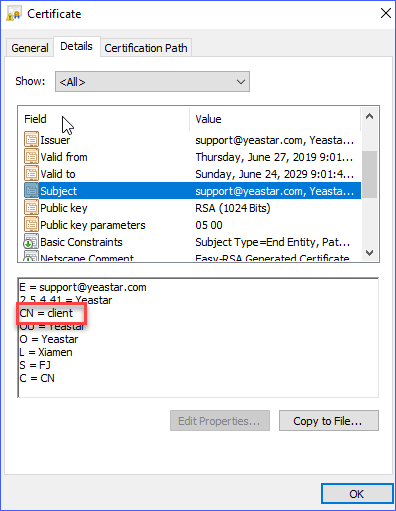 Certificate
General Details Certification Path
Show: <All>
Field Value
Issuer support@yeastar.com, Yeasta...
Valid from Thursday, June 27, 2019 9:01...
Valid to Sunday, June 24, 2029 9:01:4...
Subject support@yeastar.com, Yeasta...
Public key RSA (1024 Bits)
Public key parameters 05 00
Basic Constraints Subject Type=End Entity, Pat...
Netscape Comment Easy-RSA Generated Certificate
E = support@yeastar.com
2.5.4.41 = Yeastar
CN = client
OU = Yeastar
O = Yeastar
L = Xiamen
S = FJ
C = CN
Edit Properties... Copy to File...
OK